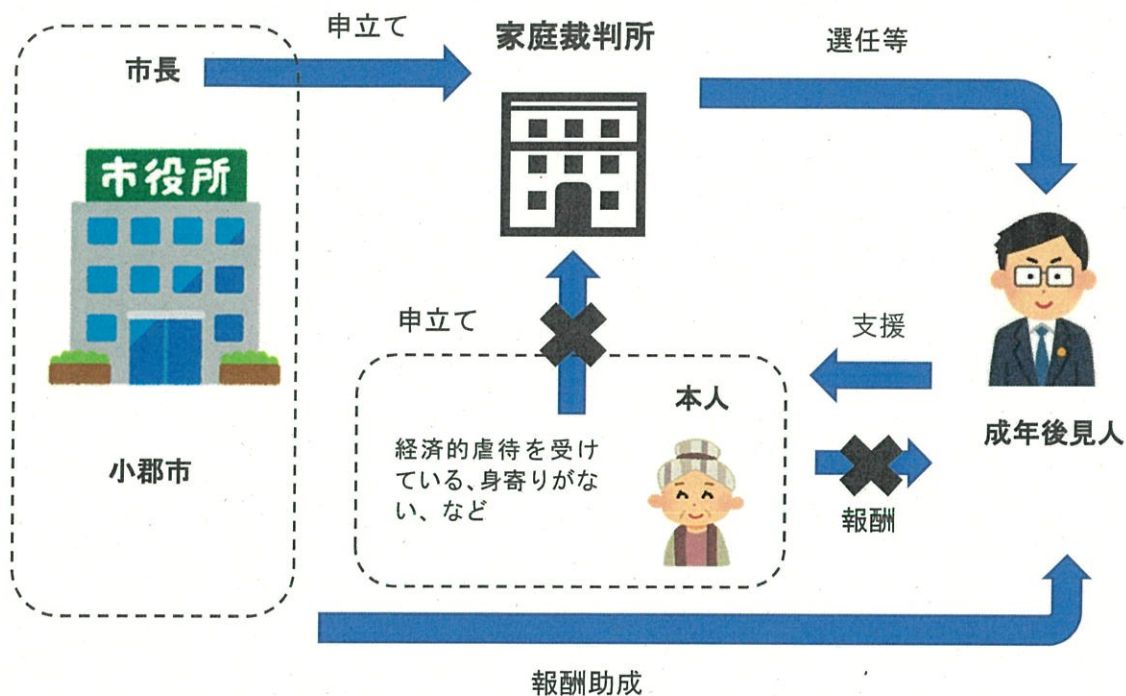 申立て
家庭裁判所
選任等
市長
市役所
小郡市
申立て
本人
経済的虐待を受け
ている、身寄りがな
い、など
支援
成年後見人
報酬
報酬助成